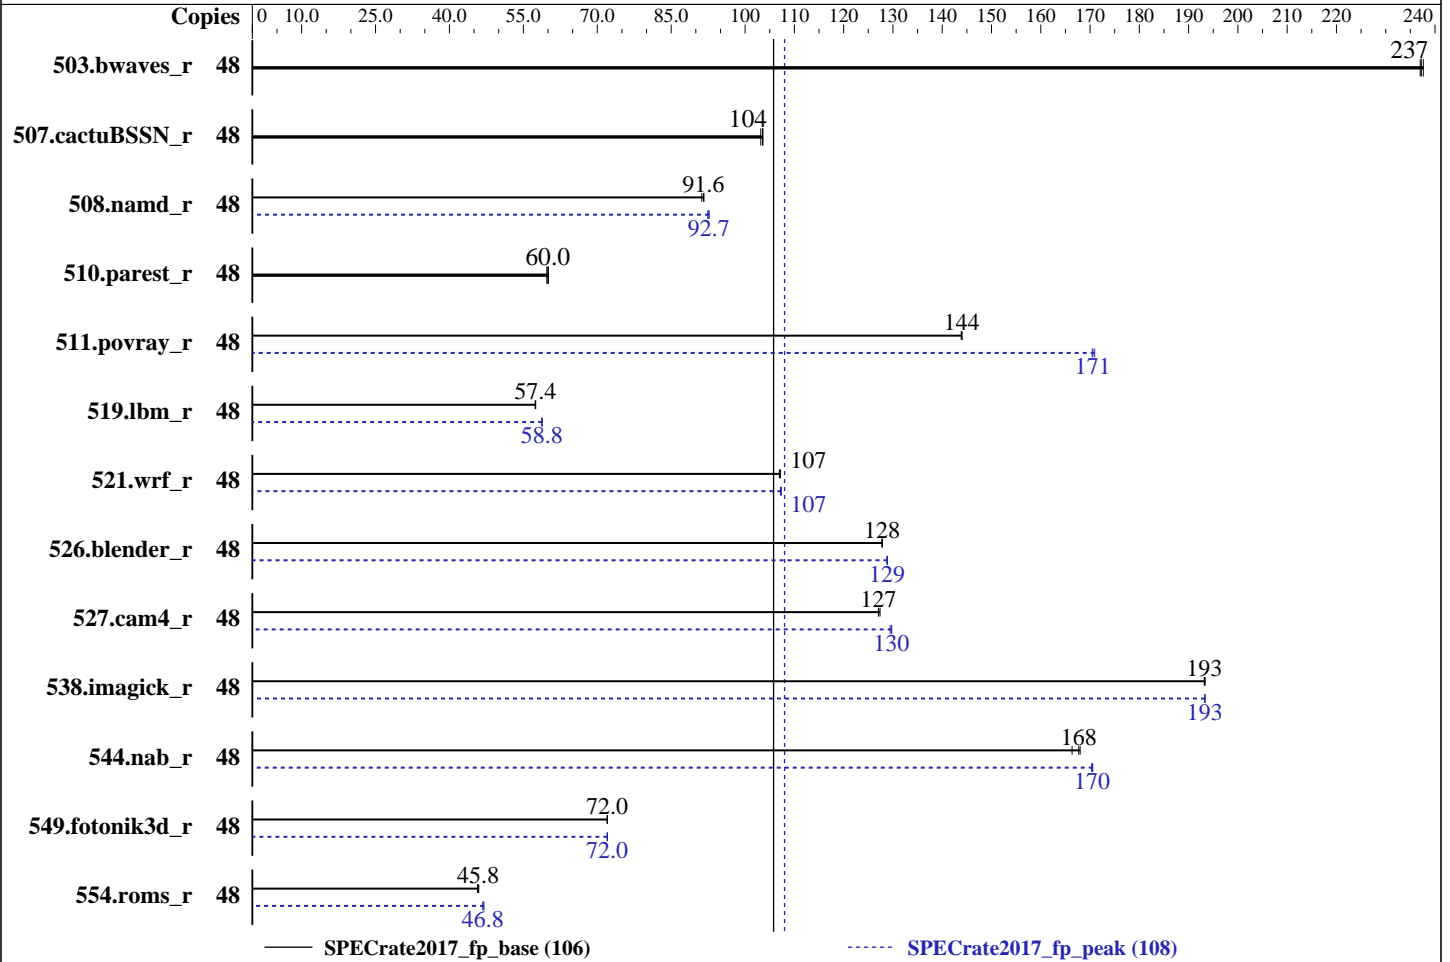 Copies 0 10.0 25.0 40.0 55.0 70.0 85.0 100 110 120 130 140 150 160 170 180 190 200 210 220 240
237
503.bwaves_r 48
104
507.cactuBSSN_r 48
91.6
508.namd_r 48
92.7
60.0
510.parest_r 48
144
511.povray_r 48
171
57.4
519.lbm_r 48
58.8
107
521.wrf_r 48
107
128
526.blender_r 48
129
127
527.cam4_r 48
130
193
538.imagick_r 48
193
168
544.nab_r 48
170
72.0
549.fotonik3d_r 48
72.0
45.8
554.roms_r 48
46.8
SPECrate2017_fp_base (106) SPECrate2017_fp_peak (108)